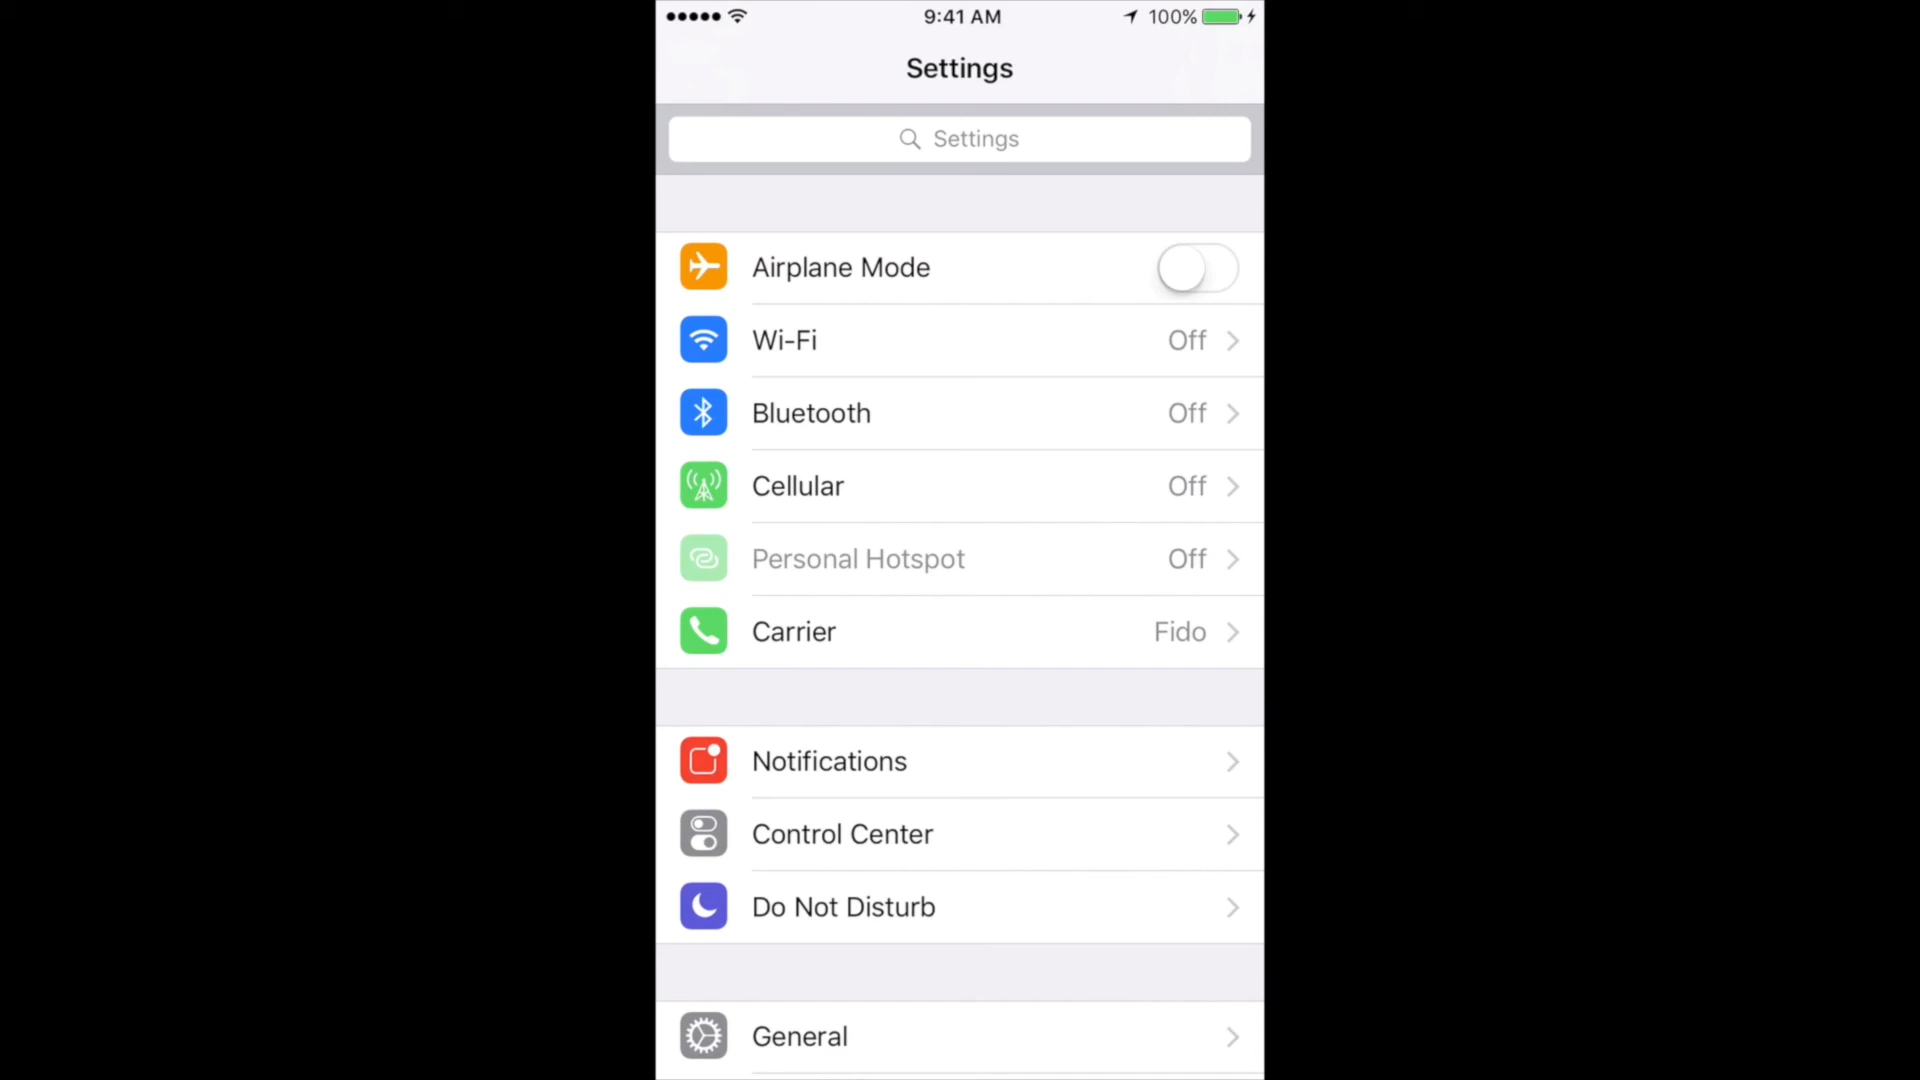 9:41 AM
100%
Settings
Settings
Airplane Mode
Wi-Fi Off
Bluetooth Off
Cellular Off
Personal Hotspot Off
Carrier Fido
Notifications
Control Center
Do Not Disturb
General